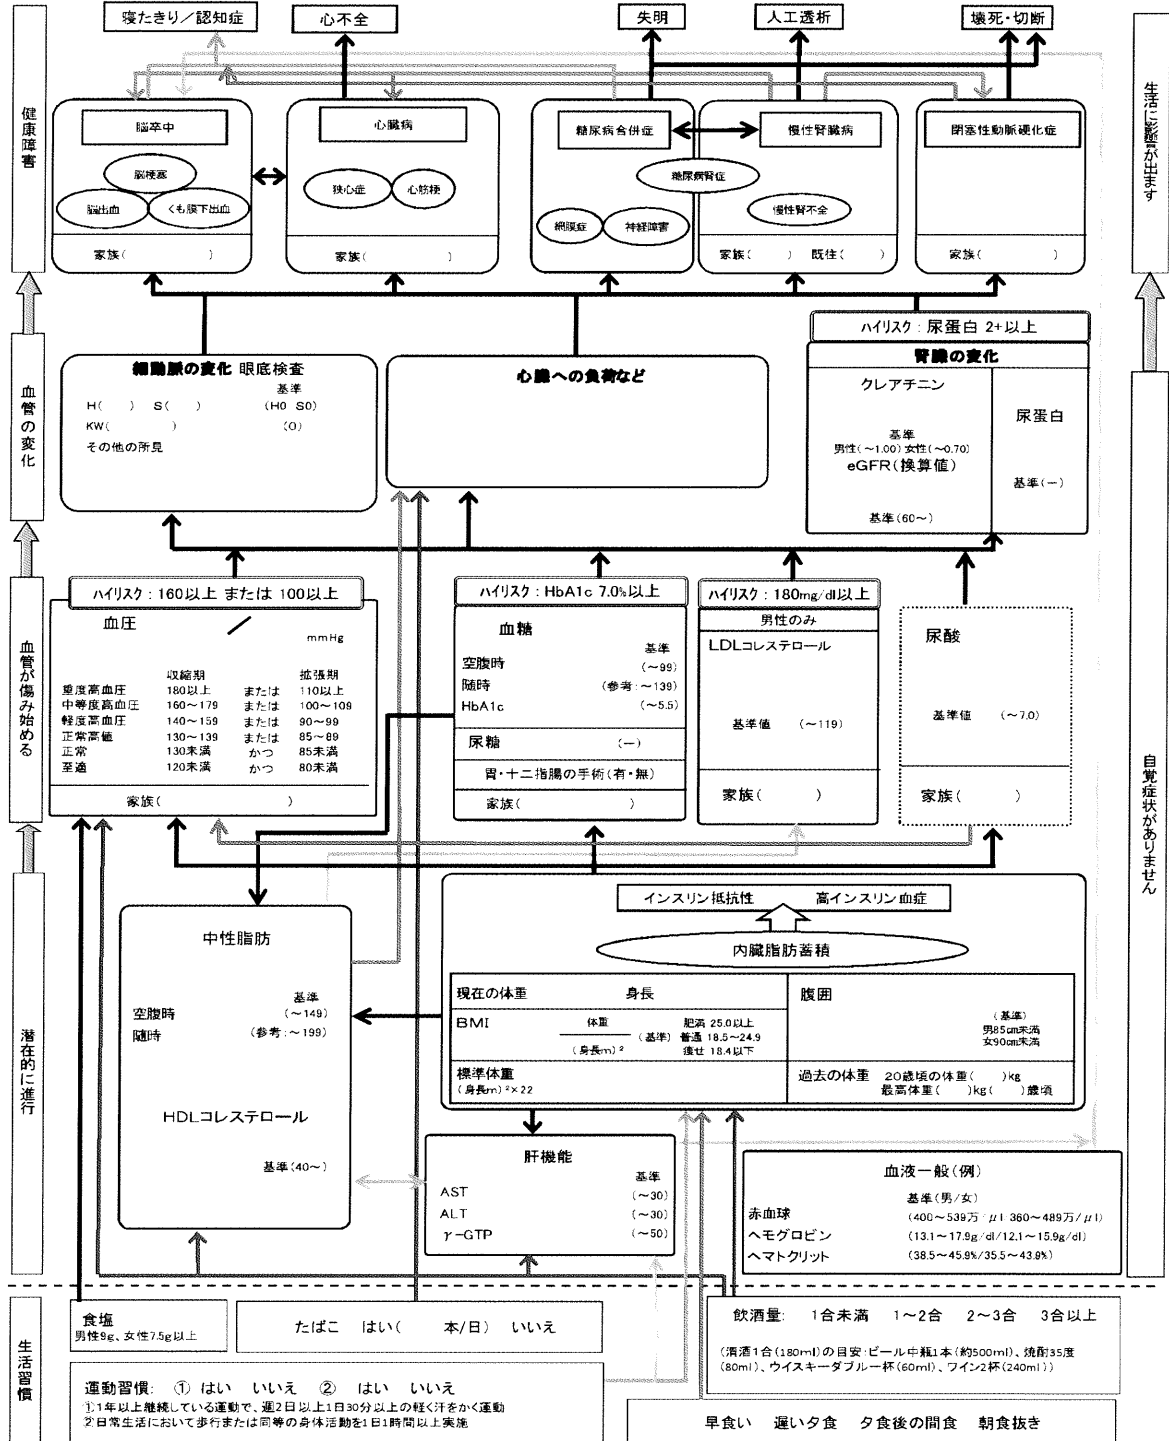 寝たきり／認知症
心不全
失明
人工透析
壊死・切断
健康障害
生活に影響が出ます
脳卒中
脳梗塞
脳出血
くも膜下出血
家族(　　　)
心臓病
狭心症
心筋梗
家族(　　　)
糖尿病合併症
慢性腎臓病
糖尿病腎症
網膜症
神経障害
慢性腎不全
家族(　　)　既往(　　)
閉塞性動脈硬化症
家族(　　　)
血管の変化
細動脈の変化 眼底検査
基準
H(　　)　S(　　)　(H0 S0)
KW(　　　)　(0)
その他の所見
心臓への負荷など
ハイリスク：尿蛋白 2+以上
腎臓の変化
クレアチニン
基準
男性(～1.00) 女性(～0.70)
eGFR(換算値)
基準(60～)
尿蛋白
基準(－)
血管が傷み始める
自覚症状がありません
ハイリスク：160以上 または 100以上
血圧　／　mmHg
収縮期　拡張期
重度高血圧　180以上　または　110以上
中等度高血圧　160～179　または　100～109
軽度高血圧　140～159　または　90～99
正常高値　130～139　または　85～89
正常　130未満　かつ　85未満
至適　120未満　かつ　80未満
家族(　　　)
ハイリスク：HbA1c 7.0%以上
血糖
基準
空腹時　(～99)
随時　(参考：～139)
HbA1c　(～5.5)
尿糖　(－)
胃・十二指腸の手術(有・無)
家族(　　　)
ハイリスク：180mg/dl以上
男性のみ
LDLコレステロール
基準値　(～119)
家族(　　　)
尿酸
基準値　(～7.0)
家族(　　　)
潜在的に進行
中性脂肪
基準
空腹時　(～149)
随時　(参考：～199)
HDLコレステロール
基準(40～)
インスリン抵抗性　高インスリン血症
内臓脂肪蓄積
現在の体重　身長
BMI　体重　(身長m)²　(基準)
肥満 25.0以上
普通 18.5～24.9
痩せ 18.4以下
標準体重
(身長m)²×22
腹囲
(基準)
男85cm未満
女90cm未満
過去の体重　20歳頃の体重(　　)kg
最高体重(　　)kg(　　)歳頃
肝機能
基準
AST　(～30)
ALT　(～30)
γ-GTP　(～50)
血液一般(例)
基準(男/女)
赤血球　(400～539万/μl 360～489万/μl)
ヘモグロビン　(13.1～17.9g/dl/12.1～15.9g/dl)
ヘマトクリット　(38.5～45.9%/35.5～43.9%)
生活習慣
食塩
男性9g、女性7.5g以上
たばこ　はい(　　本/日)　いいえ
飲酒量:　1合未満　1～2合　2～3合　3合以上
(清酒1合(180ml)の目安:ビール中瓶1本(約500ml)、焼酎35度
(80ml)、ウイスキーダブル一杯(60ml)、ワイン2杯(240ml))
運動習慣:　① はい　いいえ　② はい　いいえ
①1年以上継続している運動で、週2日以上1日30分以上の軽く汗をかく運動
②日常生活において歩行または同等の身体活動を1日1時間以上実施
早食い　遅い夕食　夕食後の間食　朝食抜き